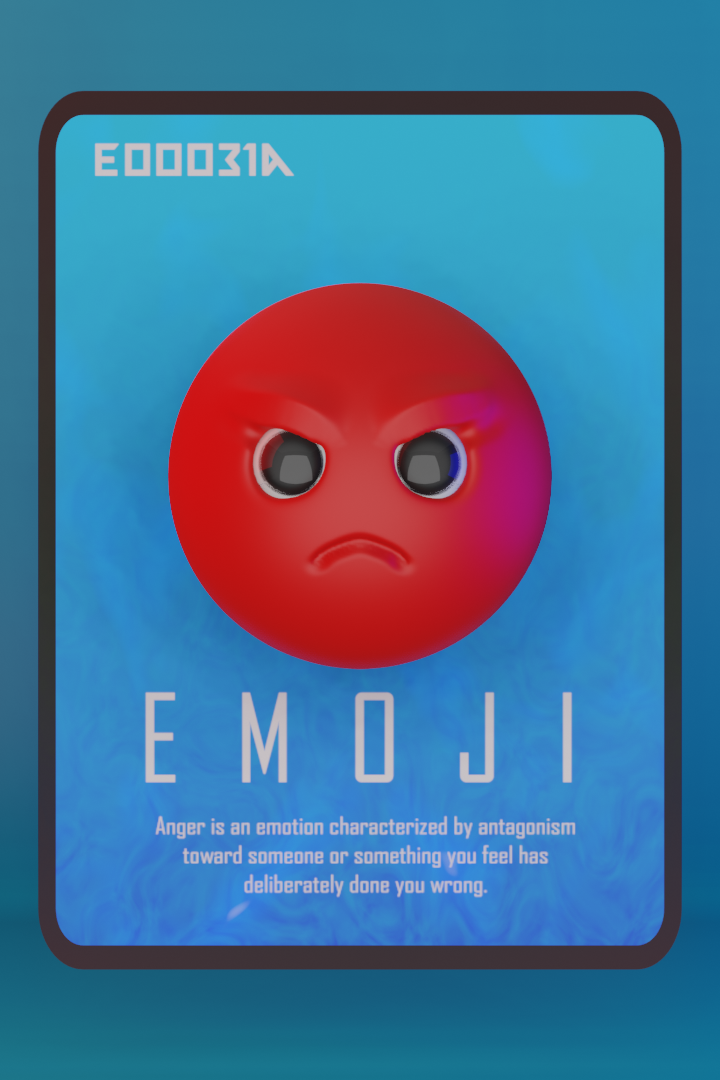 E00031A
EMOJI
Anger is an emotion characterized by antagonism
toward someone or something you feel has
deliberately done you wrong.